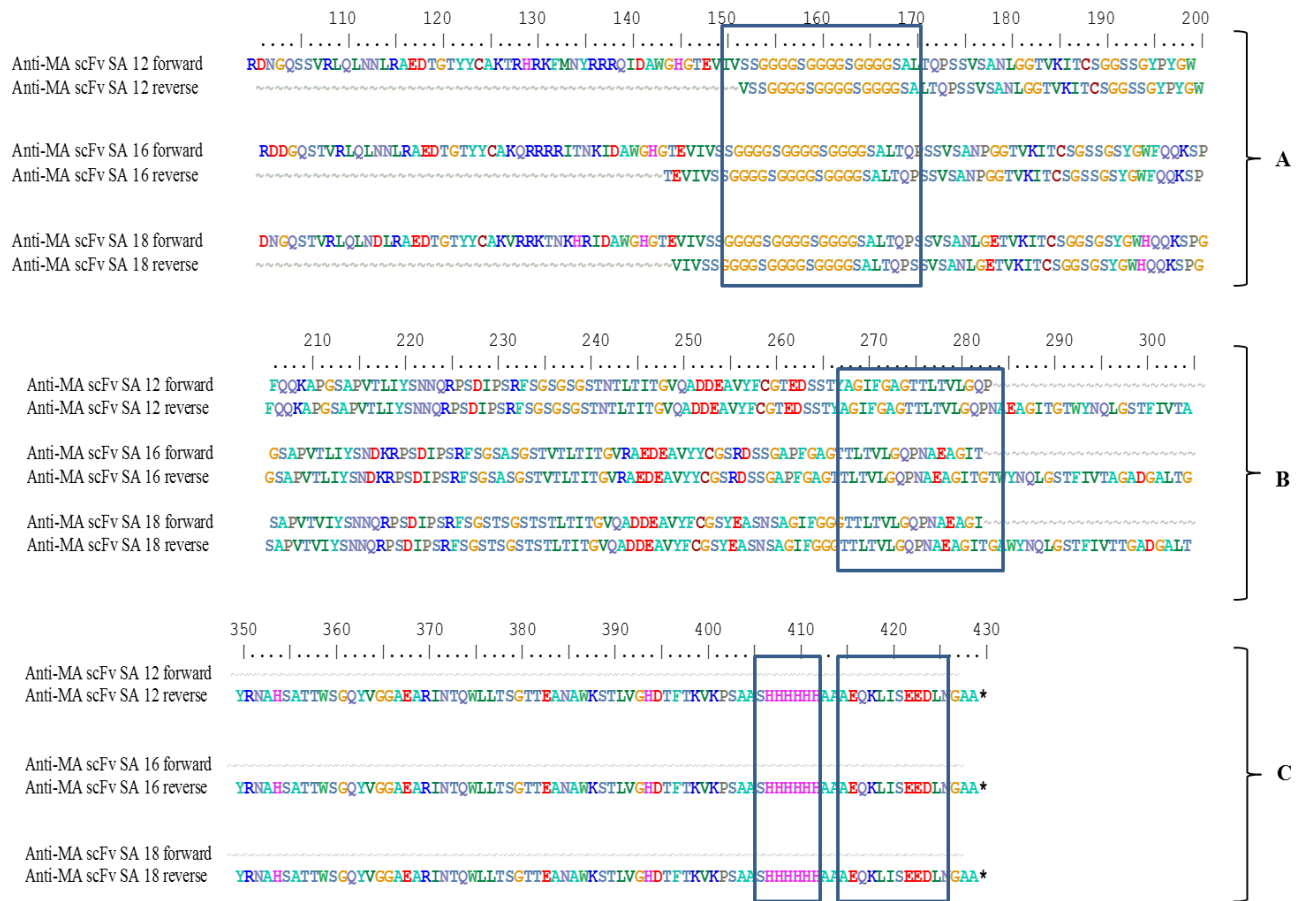 110 120 130 140 150 160 170 180 190 200
Anti-MA scFv SA 12 forward RDNGQSSVRLQLNNLRAEDTGTYYCAKTRHRKFMNYRRRQIDAWGHGTEVIVSSGGGGSGGGGSGGGGSALTQPSSVSANLGGTVKITCSGGSSGYPYGW
Anti-MA scFv SA 12 reverse VSSGGGGSGGGGSGGGGSALTQPSSVSANLGGTVKITCSGGSSGYPYGW
Anti-MA scFv SA 16 forward RDDGQSTVRLQLNNLRAEDTGTYYCAKQRRRRITNKIDAWGHGTEVIVSSGGGGSGGGGSGGGGSALTQPSSVSANPGGTVKITCSGSSGSYGWFQQKSP
Anti-MA scFv SA 16 reverse TEVIVSSGGGGSGGGGSGGGGSALTQPSSVSANPGGTVKITCSGSSGSYGWFQQKSP
A
Anti-MA scFv SA 18 forward DNGQSTVRLQLNDLRAEDTGTYYCAKVRRKTNKHRIDAWGHGTEVIVSSGGGGSGGGGSGGGGSALTQPSSVSANLGETVKITCSGGSGSYGWHQQKSPG
Anti-MA scFv SA 18 reverse VIVSSGGGGSGGGGSGGGGSALTQPSSVSANLGETVKITCSGGSGSYGWHQQKSPG
210 220 230 240 250 260 270 280 290 300
Anti-MA scFv SA 12 forward FQQKAPGSAPVTLIYSNNQRPSDIPSRFSGSGSGSTNTLTITGVQADDEAVYFCGTEDSSTYAGIFGAGTTLTVLGQP
Anti-MA scFv SA 12 reverse FQQKAPGSAPVTLIYSNNQRPSDIPSRFSGSGSGSTNTLTITGVQADDEAVYFCGTEDSSTYAGIFGAGTTLTVLGQPNAEAGITGTWYNQLGSTFIVTA
Anti-MA scFv SA 16 forward GSAPVTLIYSNDKRPSDIPSRFSGSASGSTVTLTITGVRAEDEAVYYCGSRDSSGAPFGAGTTLTVLGQPNAEAGIT
Anti-MA scFv SA 16 reverse GSAPVTLIYSNDKRPSDIPSRFSGSASGSTVTLTITGVRAEDEAVYYCGSRDSSGAPFGAGTTLTVLGQPNAEAGITGTWYNQLGSTFIVTAGADGALTG
B
Anti-MA scFv SA 18 forward SAPVTVIYSNNQRPSDIPSRFSGSTSGSTSTLTITGVQADDEAVYFCGSYEASNSAGIFGGGTTLTVLGQPNAEAGI
Anti-MA scFv SA 18 reverse SAPVTVIYSNNQRPSDIPSRFSGSTSGSTSTLTITGVQADDEAVYFCGSYEASNSAGIFGGGTTLTVLGQPNAEAGITGAWYNQLGSTFIVTTGADGALT
350 360 370 380 390 400 410 420 430
Anti-MA scFv SA 12 forward
Anti-MA scFv SA 12 reverse YRNAHSATTWSGQYVGGAEARINTQWLLTSGTTEANAWKSTLVGHDTFTKVKPSAASHHHHHHAAAEQKLISEEDLNGAA*
Anti-MA scFv SA 16 forward
Anti-MA scFv SA 16 reverse YRNAHSATTWSGQYVGGAEARINTQWLLTSGTTEANAWKSTLVGHDTFTKVKPSAASHHHHHHAAAEQKLISEEDLNGAA*
C
Anti-MA scFv SA 18 forward
Anti-MA scFv SA 18 reverse YRNAHSATTWSGQYVGGAEARINTQWLLTSGTTEANAWKSTLVGHDTFTKVKPSAASHHHHHHAAAEQKLISEEDLNGAA*